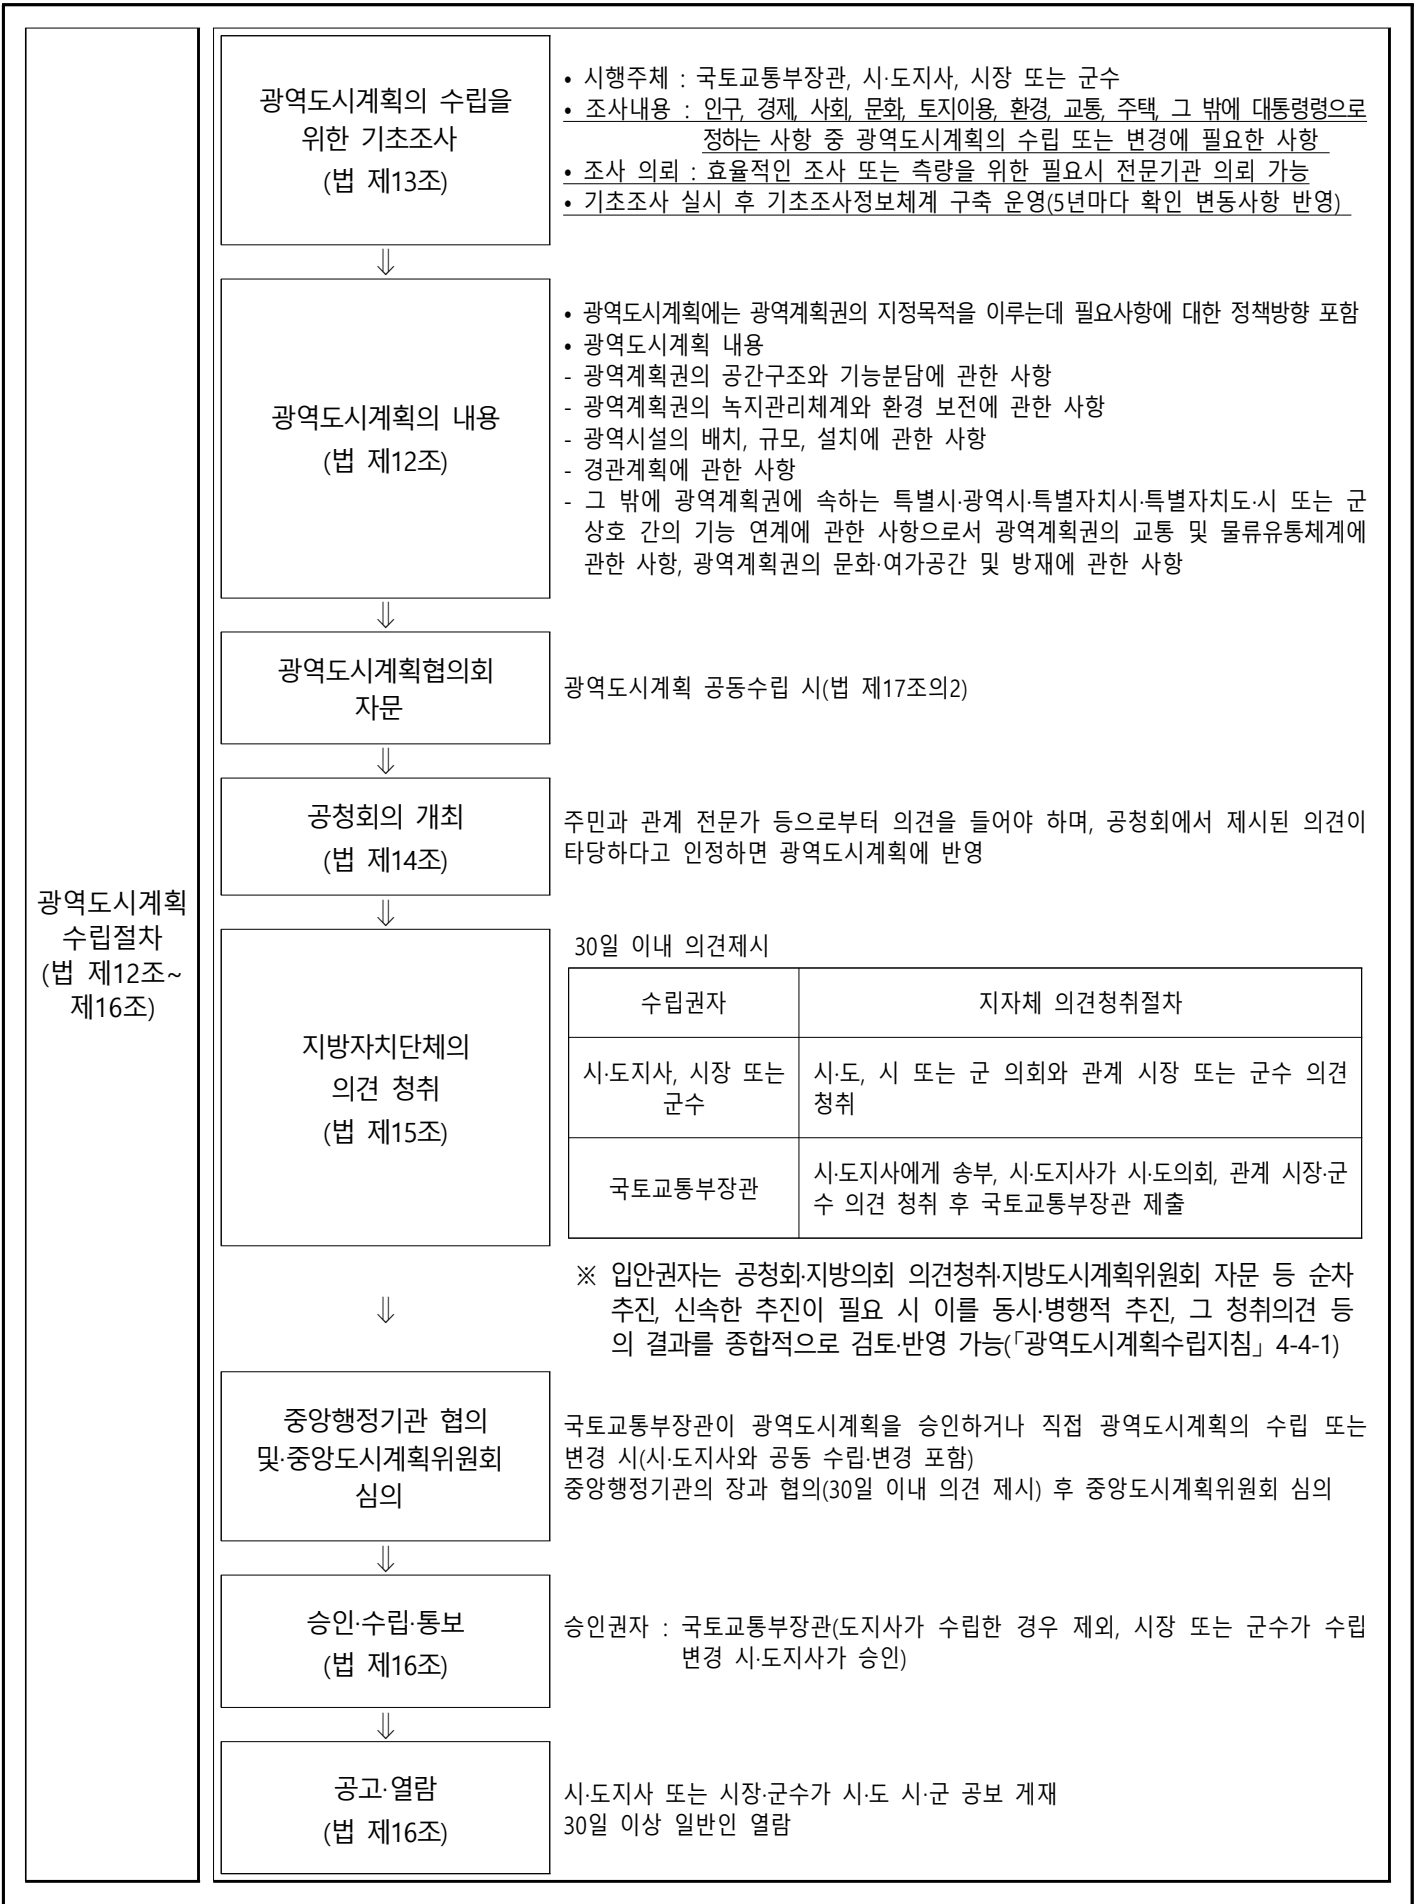 광역도시계획
수립절차
(법 제12조~
제16조)
광역도시계획의 수립을
위한 기초조사
(법 제13조)
• 시행주체 : 국토교통부장관, 시·도지사, 시장 또는 군수
• 조사내용 : 인구, 경제, 사회, 문화, 토지이용, 환경, 교통, 주택, 그 밖에 대통령령으로
정하는 사항 중 광역도시계획의 수립 또는 변경에 필요한 사항
• 조사 의뢰 : 효율적인 조사 또는 측량을 위한 필요시 전문기관 의뢰 가능
• 기초조사 실시 후 기초조사정보체계 구축 운영(5년마다 확인 변동사항 반영)
⇓
광역도시계획의 내용
(법 제12조)
• 광역도시계획에는 광역계획권의 지정목적을 이루는데 필요사항에 대한 정책방향 포함
• 광역도시계획 내용
- 광역계획권의 공간구조와 기능분담에 관한 사항
- 광역계획권의 녹지관리체계와 환경 보전에 관한 사항
- 광역시설의 배치, 규모, 설치에 관한 사항
- 경관계획에 관한 사항
- 그 밖에 광역계획권에 속하는 특별시·광역시·특별자치시·특별자치도·시 또는 군
상호 간의 기능 연계에 관한 사항으로서 광역계획권의 교통 및 물류유통체계에
관한 사항, 광역계획권의 문화·여가공간 및 방재에 관한 사항
⇓
광역도시계획협의회
자문
광역도시계획 공동수립 시(법 제17조의2)
⇓
공청회의 개최
(법 제14조)
주민과 관계 전문가 등으로부터 의견을 들어야 하며, 공청회에서 제시된 의견이
타당하다고 인정하면 광역도시계획에 반영
⇓
지방자치단체의
의견 청취
(법 제15조)
30일 이내 의견제시
수립권자 지자체 의견청취절차
시·도지사, 시장 또는
군수
시·도, 시 또는 군 의회와 관계 시장 또는 군수 의견
청취
국토교통부장관
시·도지사에게 송부, 시·도지사가 시·도의회, 관계 시장·군
수 의견 청취 후 국토교통부장관 제출
⇓
※ 입안권자는 공청회·지방의회 의견청취·지방도시계획위원회 자문 등 순차
추진, 신속한 추진이 필요 시 이를 동시·병행적 추진, 그 청취의견 등
의 결과를 종합적으로 검토·반영 가능(「광역도시계획수립지침」 4-4-1)
중앙행정기관 협의
및·중앙도시계획위원회
심의
국토교통부장관이 광역도시계획을 승인하거나 직접 광역도시계획의 수립 또는
변경 시(시·도지사와 공동 수립·변경 포함)
중앙행정기관의 장과 협의(30일 이내 의견 제시) 후 중앙도시계획위원회 심의
⇓
승인·수립·통보
(법 제16조)
승인권자 : 국토교통부장관(도지사가 수립한 경우 제외, 시장 또는 군수가 수립
변경 시·도지사가 승인)
⇓
공고·열람
(법 제16조)
시·도지사 또는 시장·군수가 시·도 시·군 공보 게재
30일 이상 일반인 열람